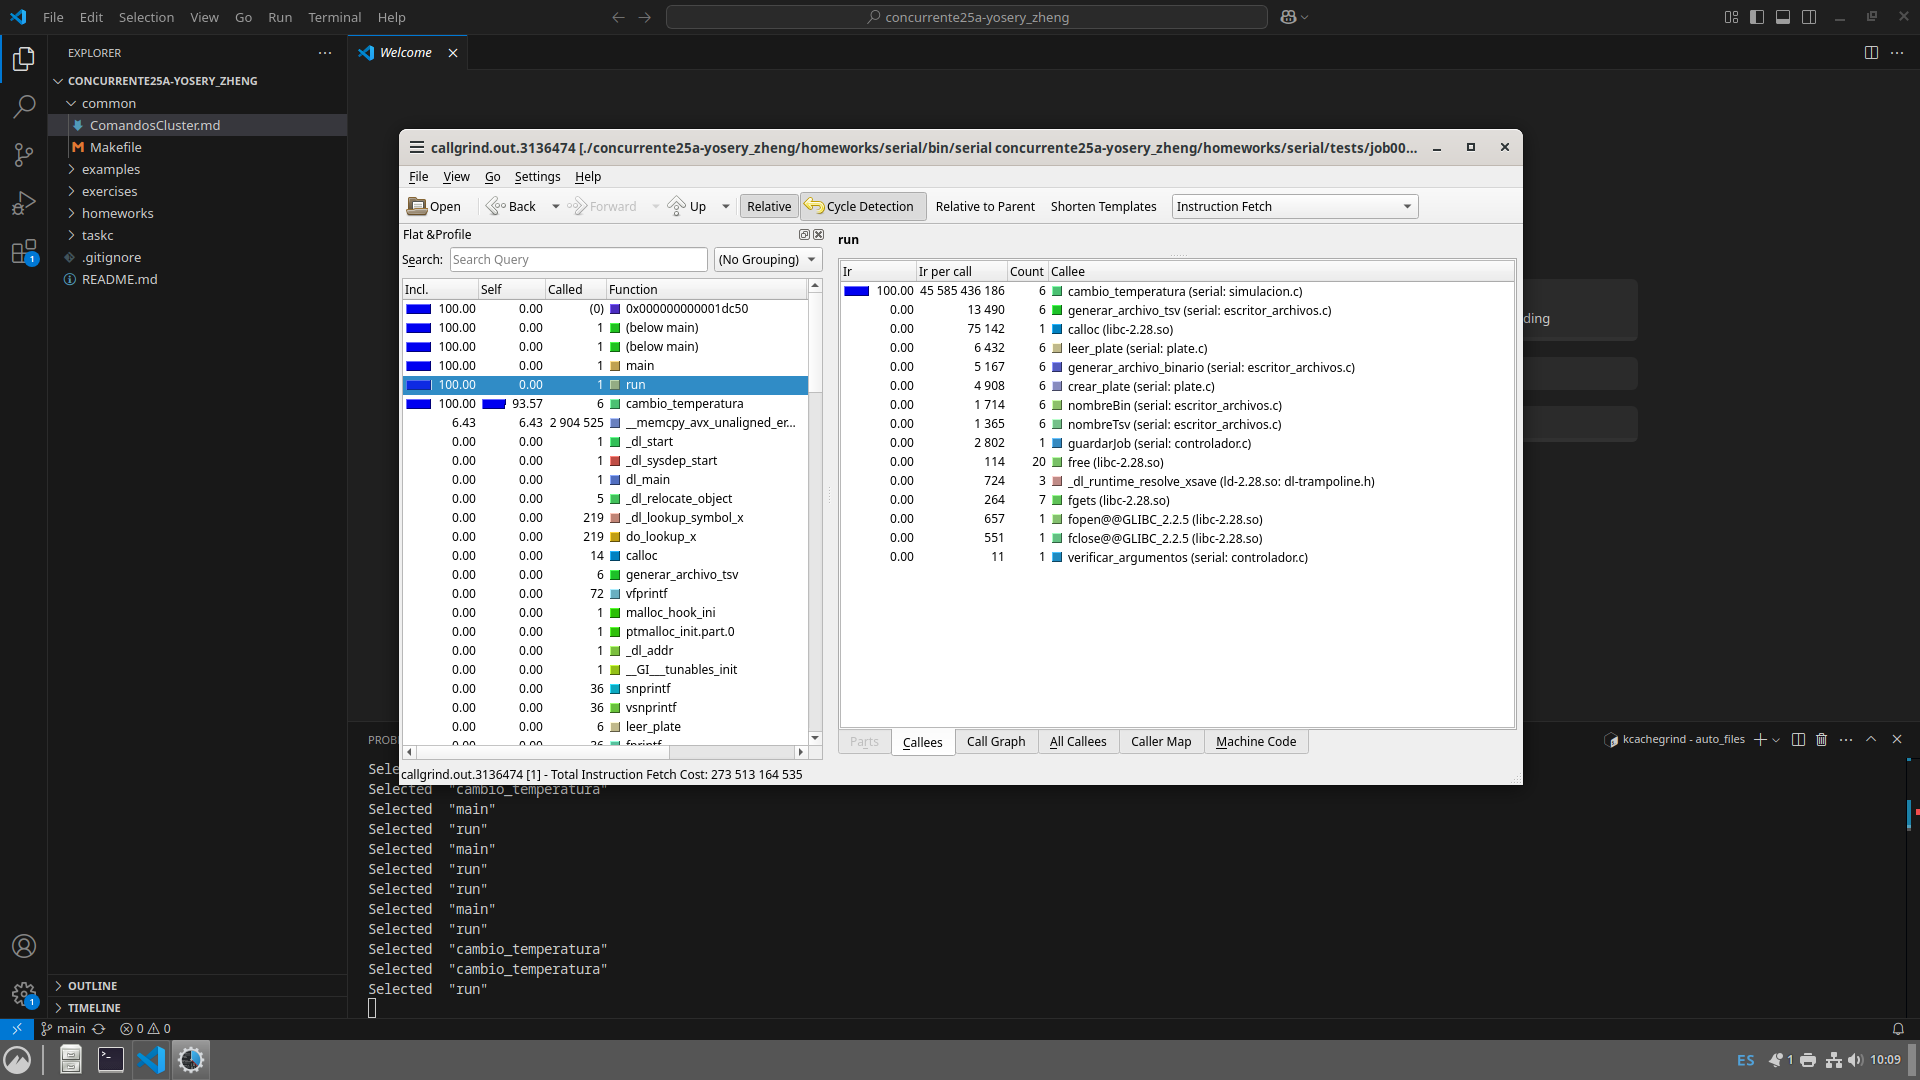 File Edit Selection View Go Run Terminal Help
concurrente25a-yosery_zheng
EXPLORER
Welcome
CONCURRENTE25A-YOSERY_ZHENG
common
ComandosCluster.md
Makefile
examples
exercises
homeworks
taskc
.gitignore
README.md
OUTLINE
TIMELINE
1
1
ding
callgrind.out.3136474 [./concurrente25a-yosery_zheng/homeworks/serial/bin/serial concurrente25a-yosery_zheng/homeworks/serial/tests/job00...
File View Go Settings Help
Open Back Forward Up Relative Cycle Detection Relative to Parent Shorten Templates Instruction Fetch
Flat &Profile
Search: Search Query (No Grouping)
Incl. Self Called Function
100.00 0.00 (0) 0x000000000001dc50
100.00 0.00 1 (below main)
100.00 0.00 1 (below main)
100.00 0.00 1 main
100.00 0.00 1 run
100.00 93.57 6 cambio_temperatura
6.43 6.43 2 904 525 __memcpy_avx_unaligned_er...
0.00 0.00 1 _dl_start
0.00 0.00 1 _dl_sysdep_start
0.00 0.00 1 dl_main
0.00 0.00 5 _dl_relocate_object
0.00 0.00 219 _dl_lookup_symbol_x
0.00 0.00 219 do_lookup_x
0.00 0.00 14 calloc
0.00 0.00 6 generar_archivo_tsv
0.00 0.00 72 vfprintf
0.00 0.00 1 malloc_hook_ini
0.00 0.00 1 ptmalloc_init.part.0
0.00 0.00 1 _dl_addr
0.00 0.00 1 __GI___tunables_init
0.00 0.00 36 snprintf
0.00 0.00 36 vsnprintf
0.00 0.00 6 leer_plate
run
Ir Ir per call Count Callee
100.00 45 585 436 186 6 cambio_temperatura (serial: simulacion.c)
0.00 13 490 6 generar_archivo_tsv (serial: escritor_archivos.c)
0.00 75 142 1 calloc (libc-2.28.so)
0.00 6 432 6 leer_plate (serial: plate.c)
0.00 5 167 6 generar_archivo_binario (serial: escritor_archivos.c)
0.00 4 908 6 crear_plate (serial: plate.c)
0.00 1 714 6 nombreBin (serial: escritor_archivos.c)
0.00 1 365 6 nombreTsv (serial: escritor_archivos.c)
0.00 2 802 1 guardarJob (serial: controlador.c)
0.00 114 20 free (libc-2.28.so)
0.00 724 3 _dl_runtime_resolve_xsave (ld-2.28.so: dl-trampoline.h)
0.00 264 7 fgets (libc-2.28.so)
0.00 657 1 fopen@@GLIBC_2.2.5 (libc-2.28.so)
0.00 551 1 fclose@@GLIBC_2.2.5 (libc-2.28.so)
0.00 11 1 verificar_argumentos (serial: controlador.c)
Parts Callees Call Graph All Callees Caller Map Machine Code
callgrind.out.3136474 [1] - Total Instruction Fetch Cost: 273 513 164 535
PROB
kcachegrind - auto_files
Sele
Selected "cambio_temperatura"
Selected "main"
Selected "run"
Selected "main"
Selected "run"
Selected "run"
Selected "main"
Selected "run"
Selected "cambio_temperatura"
Selected "cambio_temperatura"
Selected "run"
main 0 0
ES 1 10:09